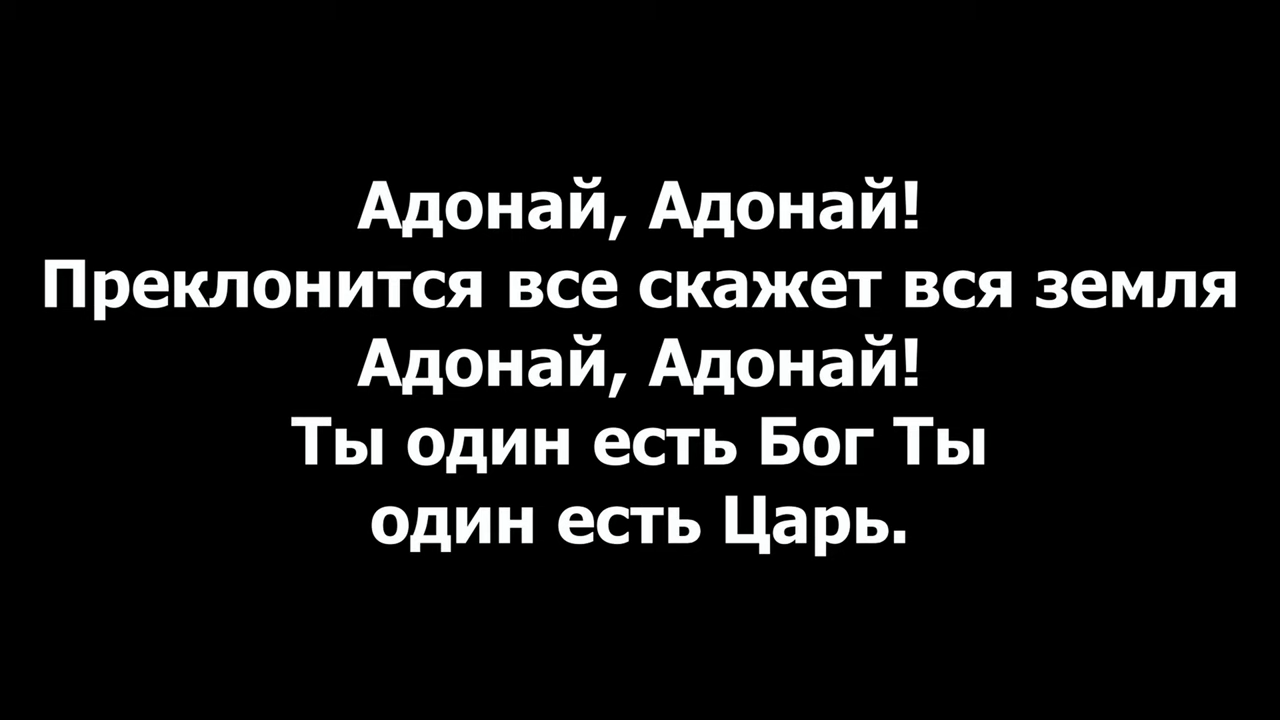 Адонай, Адонай!
Преклонится все скажет вся земля
Адонай, Адонай!
Ты один есть Бог Ты
один есть Царь.